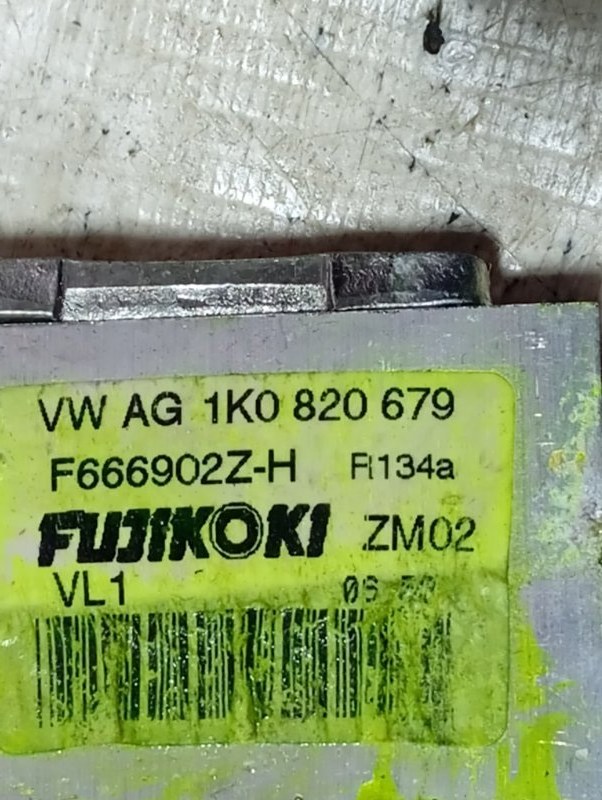 VW AG 1K0 820 679
F666902Z-H R134a
FUJIKOKI ZM02
VL1